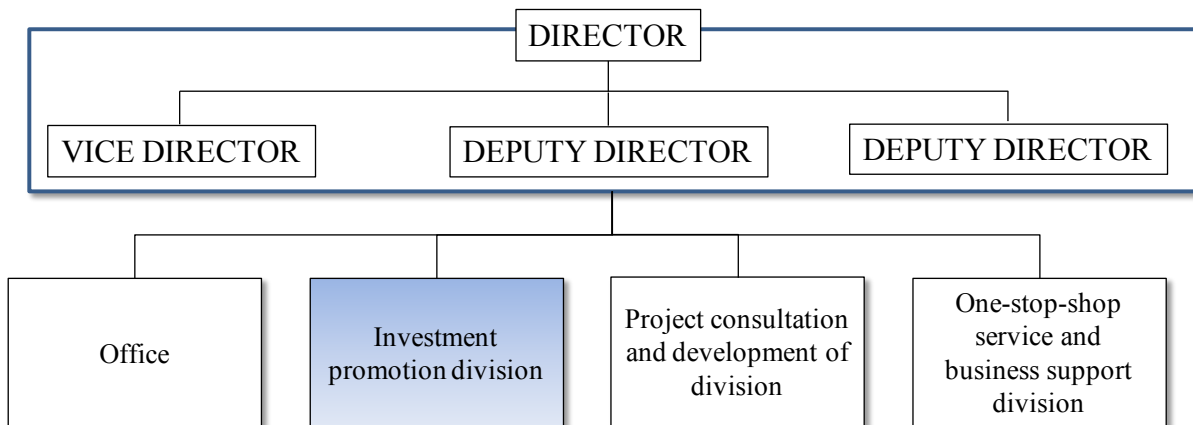 DIRECTOR
VICE DIRECTOR
DEPUTY DIRECTOR
DEPUTY DIRECTOR
Office
Investment
promotion division
Project consultation
and development of
division
One-stop-shop
service and
business support
division